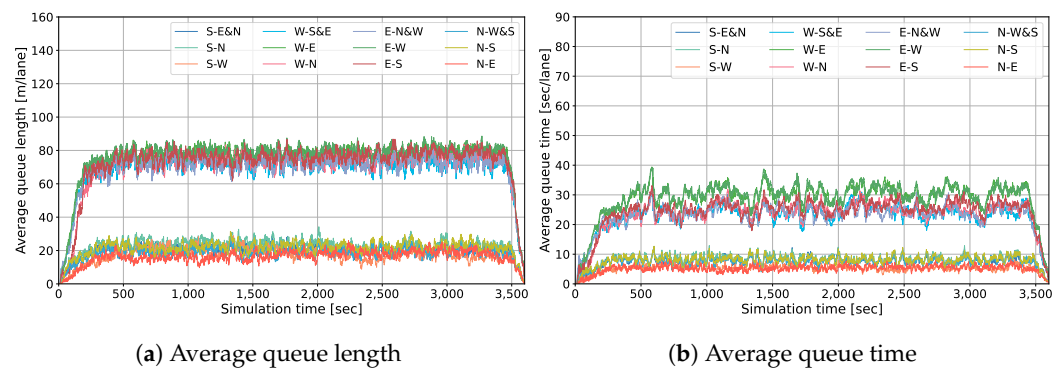 160
140
120
100
80
60
40
20
0
Average queue length [m/lane]
S-E&N W-S&E E-N&W N-W&S
S-N W-E E-W N-S
S-W W-N E-S N-E
0 500 1,000 1,500 2,000 2,500 3,000 3,500
Simulation time [sec]
(a) Average queue length
90
80
70
60
50
40
30
20
10
0
Average queue time [sec/lane]
S-E&N W-S&E E-N&W N-W&S
S-N W-E E-W N-S
S-W W-N E-S N-E
0 500 1,000 1,500 2,000 2,500 3,000 3,500
Simulation time [sec]
(b) Average queue time